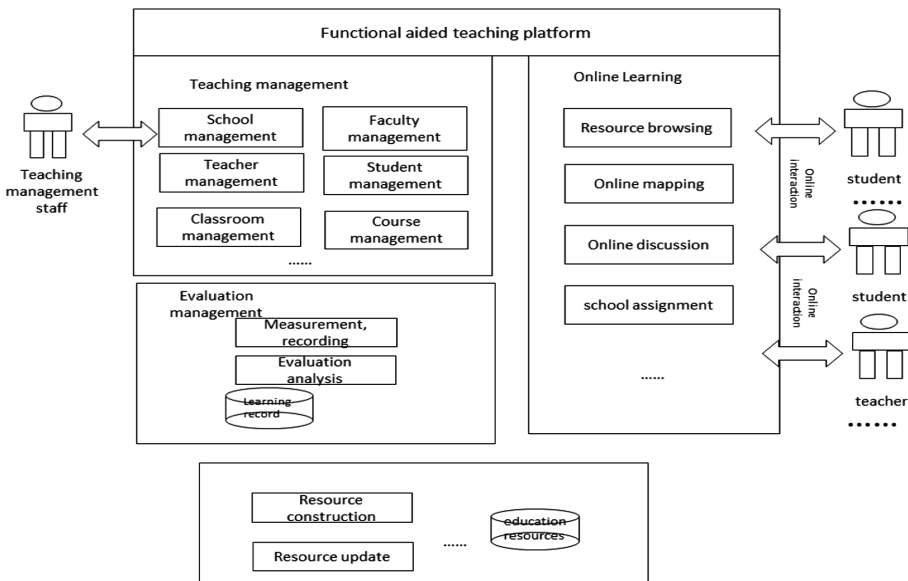 Functional aided teaching platform
Teaching management
School
management
Faculty
management
Teacher
management
Student
management
Classroom
management
Course
management
......
Teaching
management
staff
Evaluation
management
Measurement,
recording
Evaluation
analysis
Learning
record
Online Learning
Resource browsing
Online mapping
Online discussion
school assignment
......
Online
interaction
Online
interaction
student
......
student
teacher
......
Resource
construction
Resource update
......
education
resources